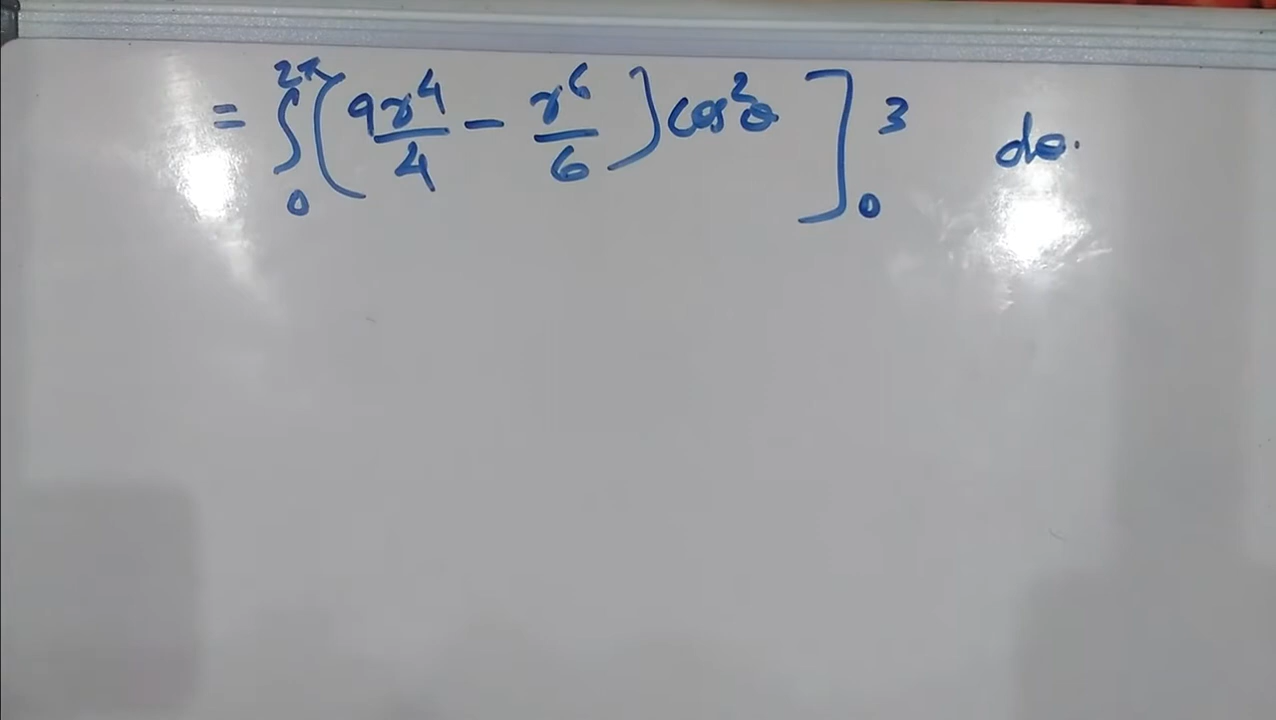 = ∫₀^{2π} ( 9r⁴/4 − r⁶/6 ) cos²θ ]₀³ dθ.